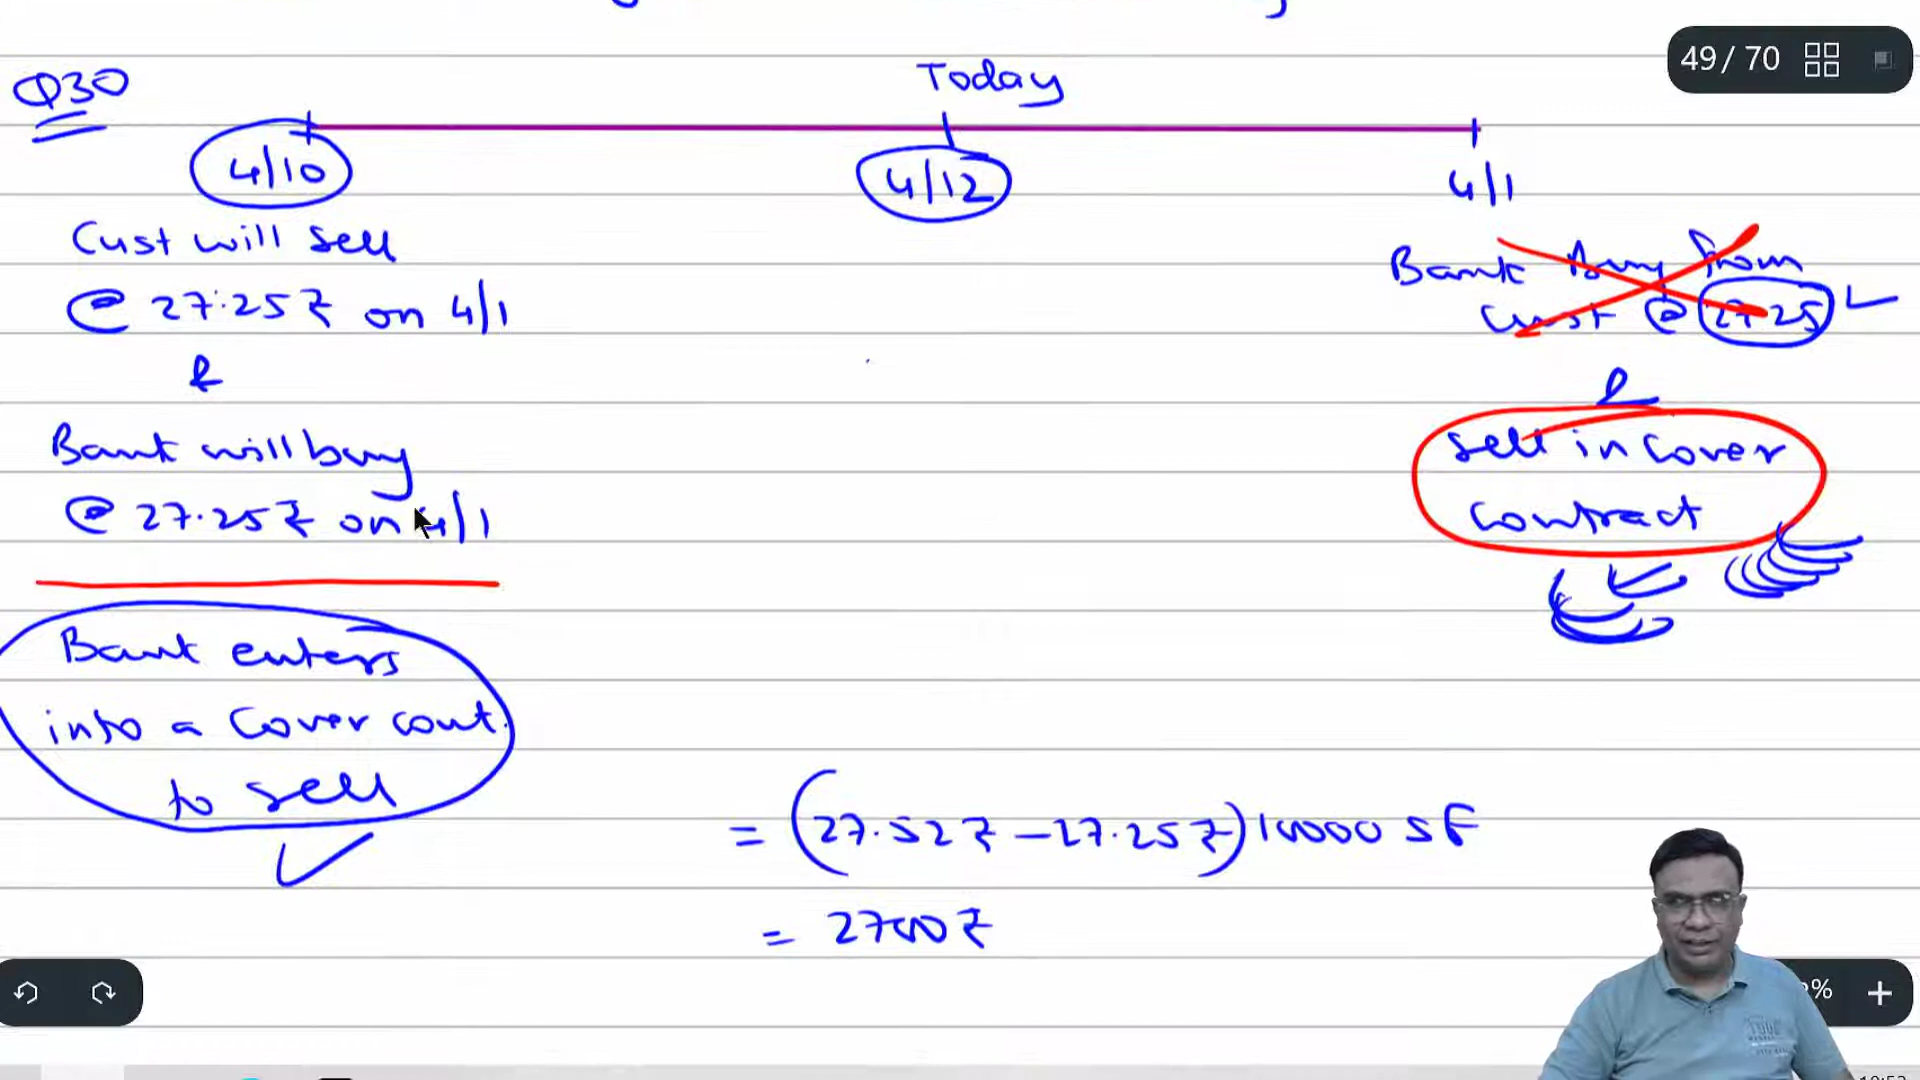 49 / 70
Q30
Today
4/10
4/12
4/1
Cust will sell
@ 27.25₹ on 4/1
&
Bank will buy
@ 27.25₹ on 4/1
Bank enters
into a Cover cont.
to sell
Bank Buy from
Cust @ 27.25
&
sell in cover
contract
= (27.52₹ - 27.25₹) 10000 SF
= 2700₹
%